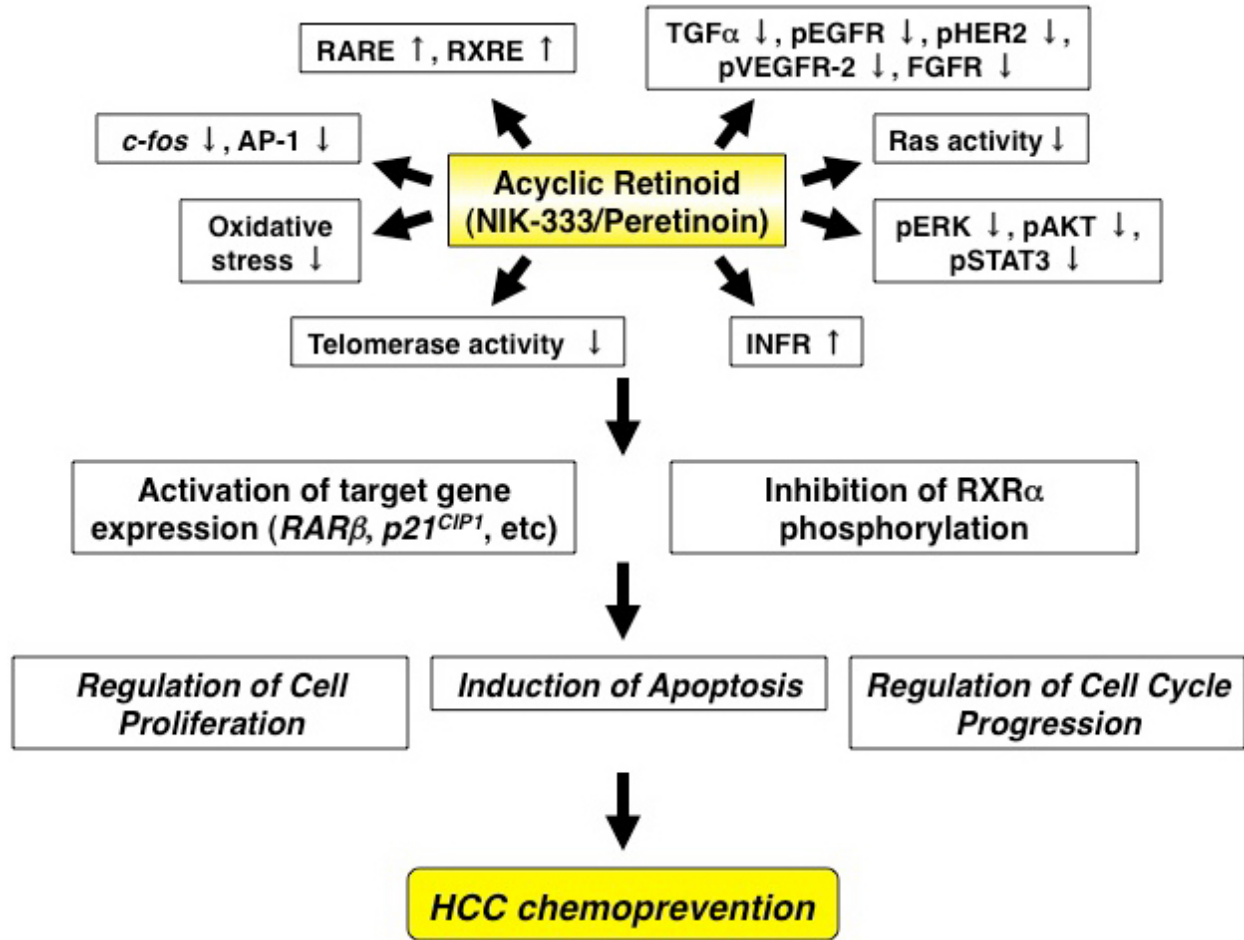 RARE ↑, RXRE ↑
TGFα ↓, pEGFR ↓, pHER2 ↓,
pVEGFR-2 ↓, FGFR ↓
c-fos ↓, AP-1 ↓
Ras activity ↓
Acyclic Retinoid
(NIK-333/Peretinoin)
Oxidative
stress ↓
pERK ↓, pAKT ↓,
pSTAT3 ↓
Telomerase activity ↓
INFR ↑
Activation of target gene
expression (RARβ, p21CIP1, etc)
Inhibition of RXRα
phosphorylation
Regulation of Cell
Proliferation
Induction of Apoptosis
Regulation of Cell Cycle
Progression
HCC chemoprevention